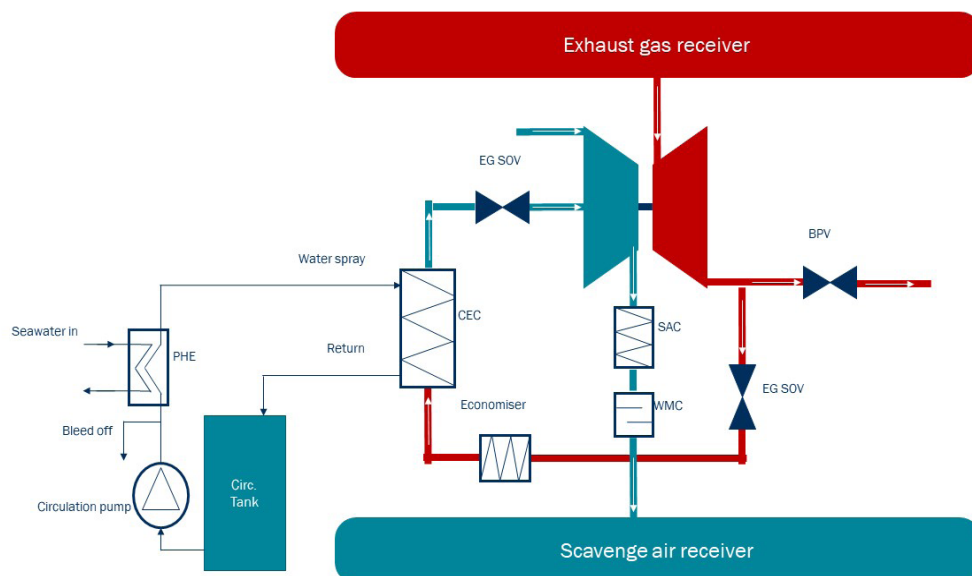 Exhaust gas receiver
EG SOV
BPV
Water spray
CEC
SAC
Seawater in
PHE
Return
Economiser
WMC
EG SOV
Bleed off
Circulation pump
Circ.
Tank
Scavenge air receiver